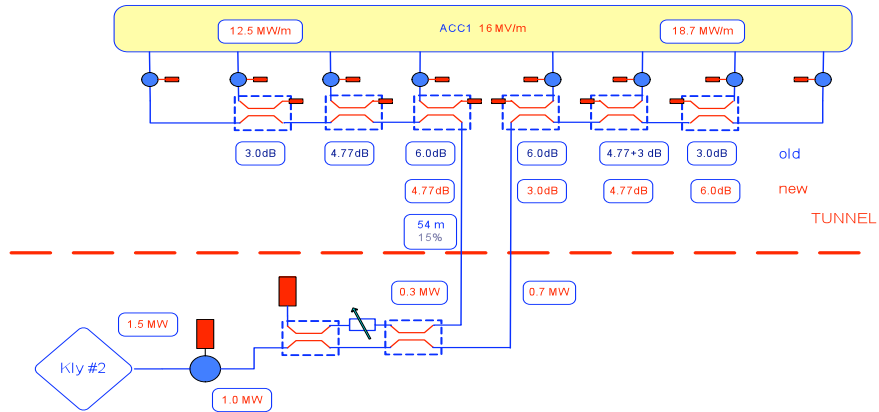 ACC1 16 MV/m
12.5 MW/m
18.7 MW/m
3.0dB
4.77dB
6.0dB
6.0dB
4.77+3 dB
3.0dB
old
4.77dB
3.0dB
4.77dB
6.0dB
new
54 m
15%
TUNNEL
0.3 MW
0.7 MW
1.5 MW
Kly #2
1.0 MW